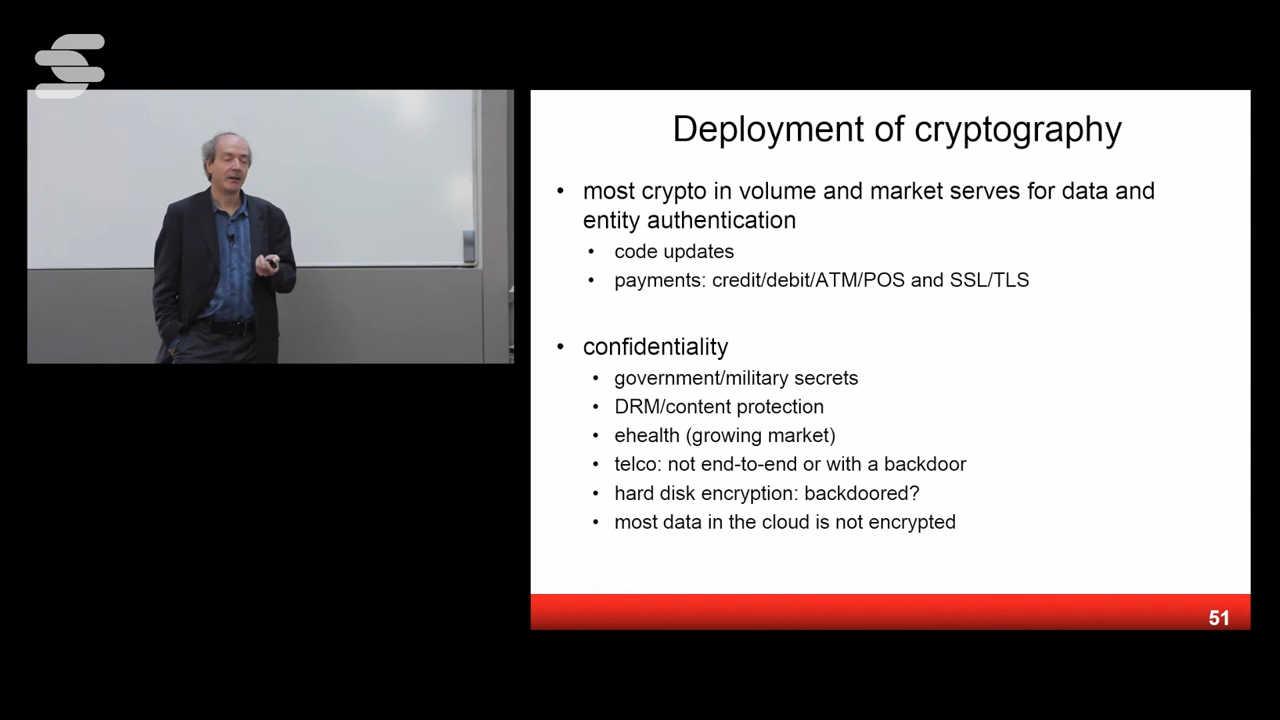 Deployment of cryptography
• most crypto in volume and market serves for data and
entity authentication
• code updates
• payments: credit/debit/ATM/POS and SSL/TLS
• confidentiality
• government/military secrets
• DRM/content protection
• ehealth (growing market)
• telco: not end-to-end or with a backdoor
• hard disk encryption: backdoored?
• most data in the cloud is not encrypted
51